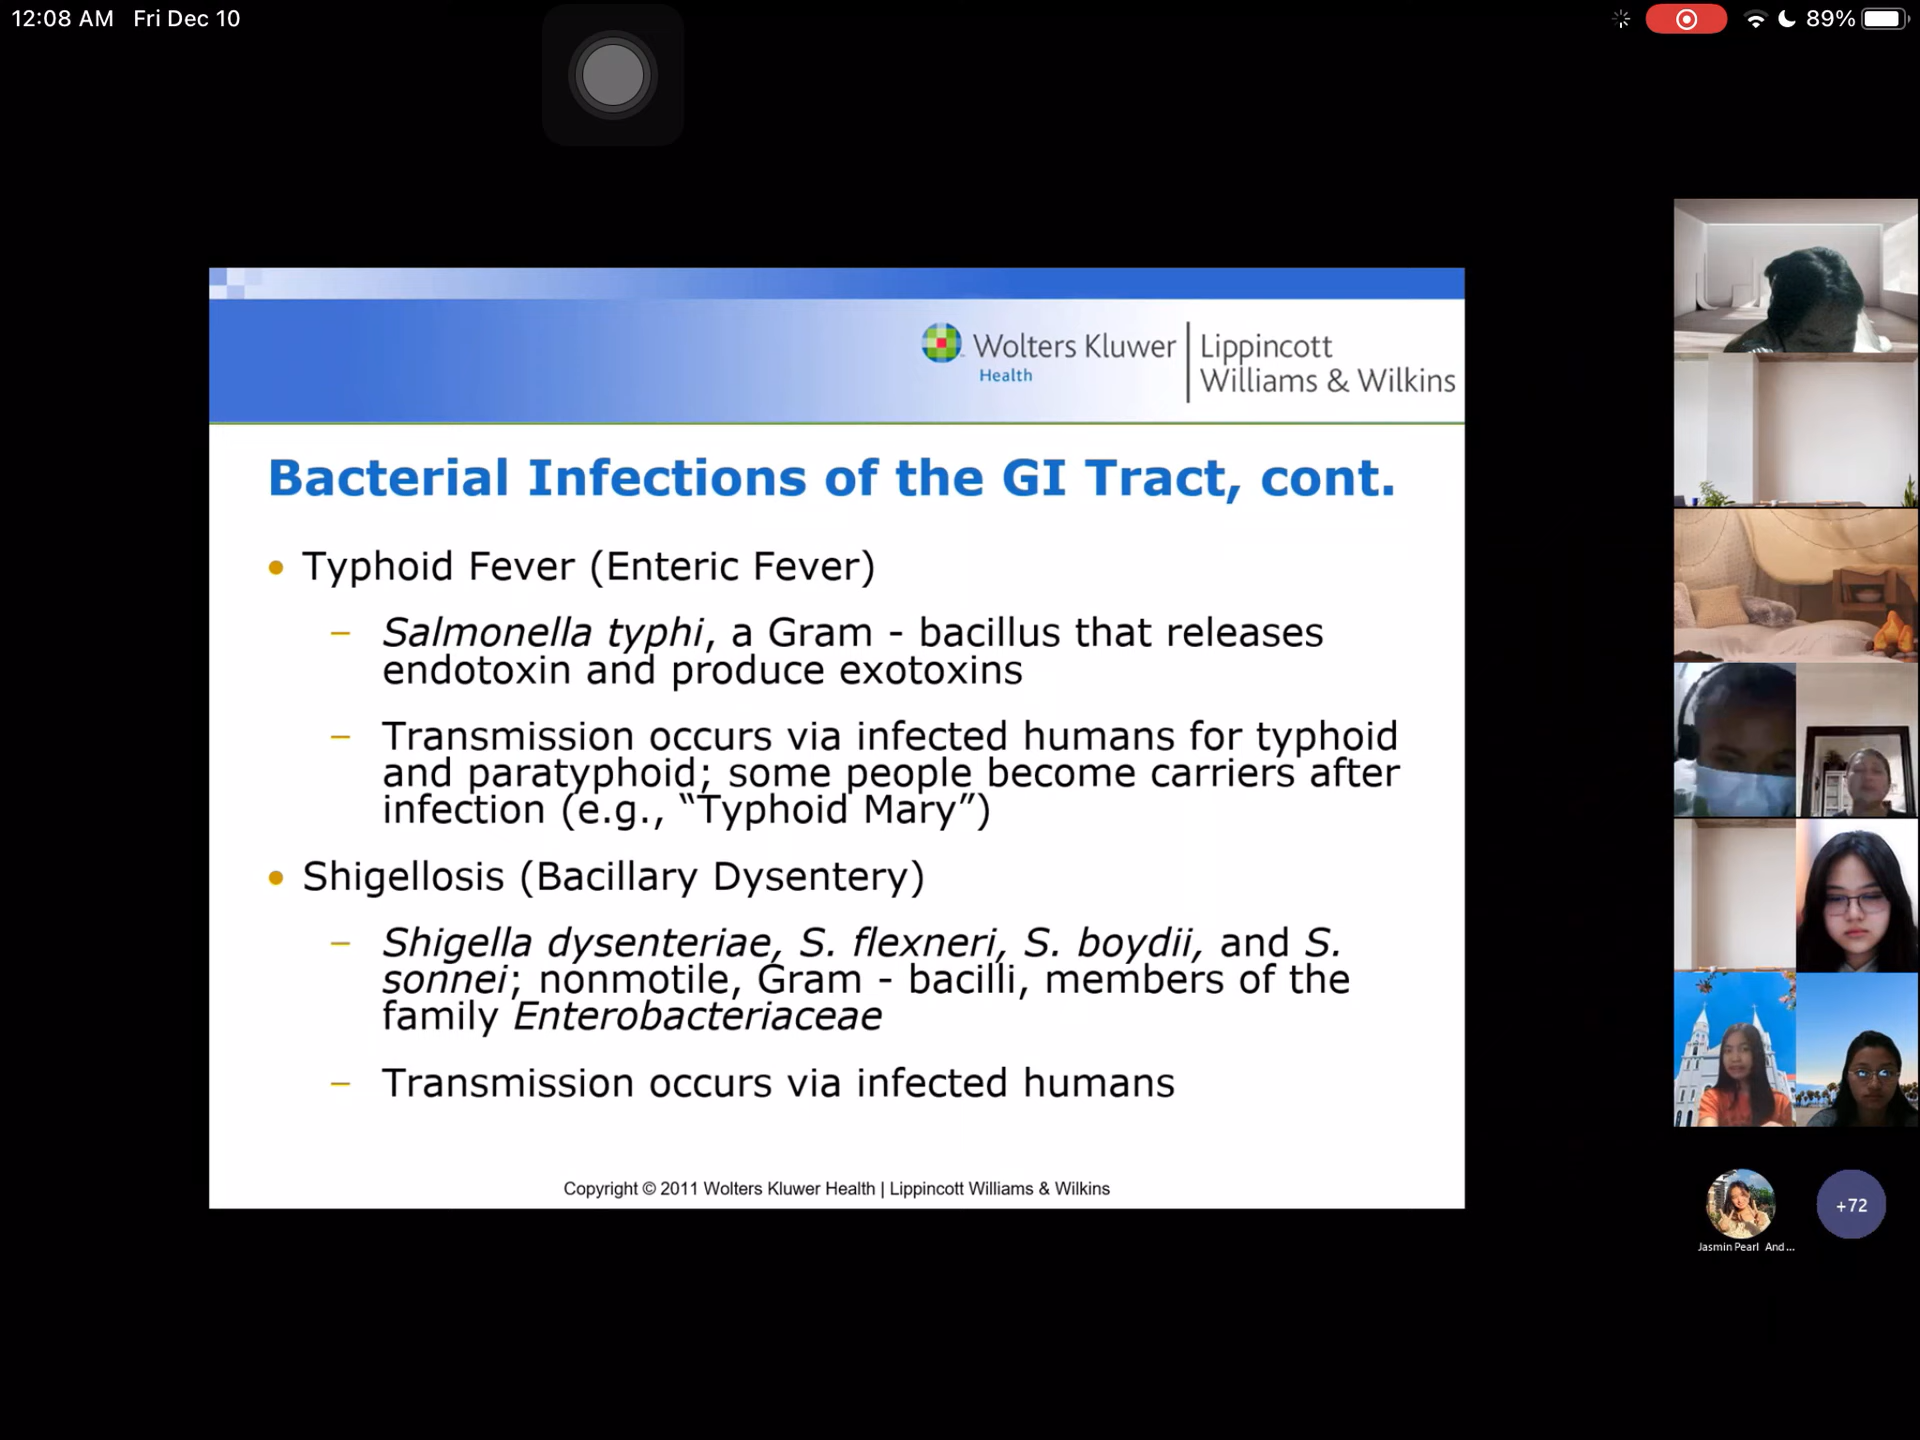 12:08 AM Fri Dec 10
89%
Wolters Kluwer
Health
Lippincott
Williams & Wilkins
Bacterial Infections of the GI Tract, cont.
• Typhoid Fever (Enteric Fever)
– Salmonella typhi, a Gram - bacillus that releases
endotoxin and produce exotoxins
– Transmission occurs via infected humans for typhoid
and paratyphoid; some people become carriers after
infection (e.g., “Typhoid Mary”)
• Shigellosis (Bacillary Dysentery)
– Shigella dysenteriae, S. flexneri, S. boydii, and S.
sonnei; nonmotile, Gram - bacilli, members of the
family Enterobacteriaceae
– Transmission occurs via infected humans
Copyright © 2011 Wolters Kluwer Health | Lippincott Williams & Wilkins
+72
Jasmin Pearl And...